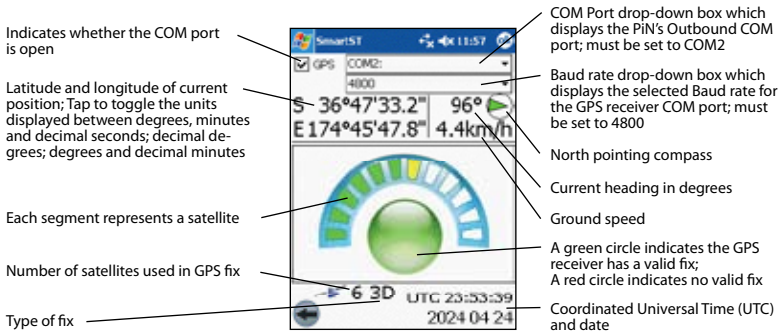 Indicates whether the COM port
is open
Latitude and longitude of current
position; Tap to toggle the units
displayed between degrees, minutes
and decimal seconds; decimal de-
grees; degrees and decimal minutes
Each segment represents a satellite
Number of satellites used in GPS fix
Type of fix
SmartST 11:57
GPS COM2:
4800
S 36°47'33.2" 96°
E 174°45'47.8" 4.4km/h
6 3D
UTC 23:53:39
2024 04 24
COM Port drop-down box which
displays the PiN's Outbound COM
port; must be set to COM2
Baud rate drop-down box which
displays the selected Baud rate for
the GPS receiver COM port; must
be set to 4800
North pointing compass
Current heading in degrees
Ground speed
A green circle indicates the GPS
receiver has a valid fix;
A red circle indicates no valid fix
Coordinated Universal Time (UTC)
and date